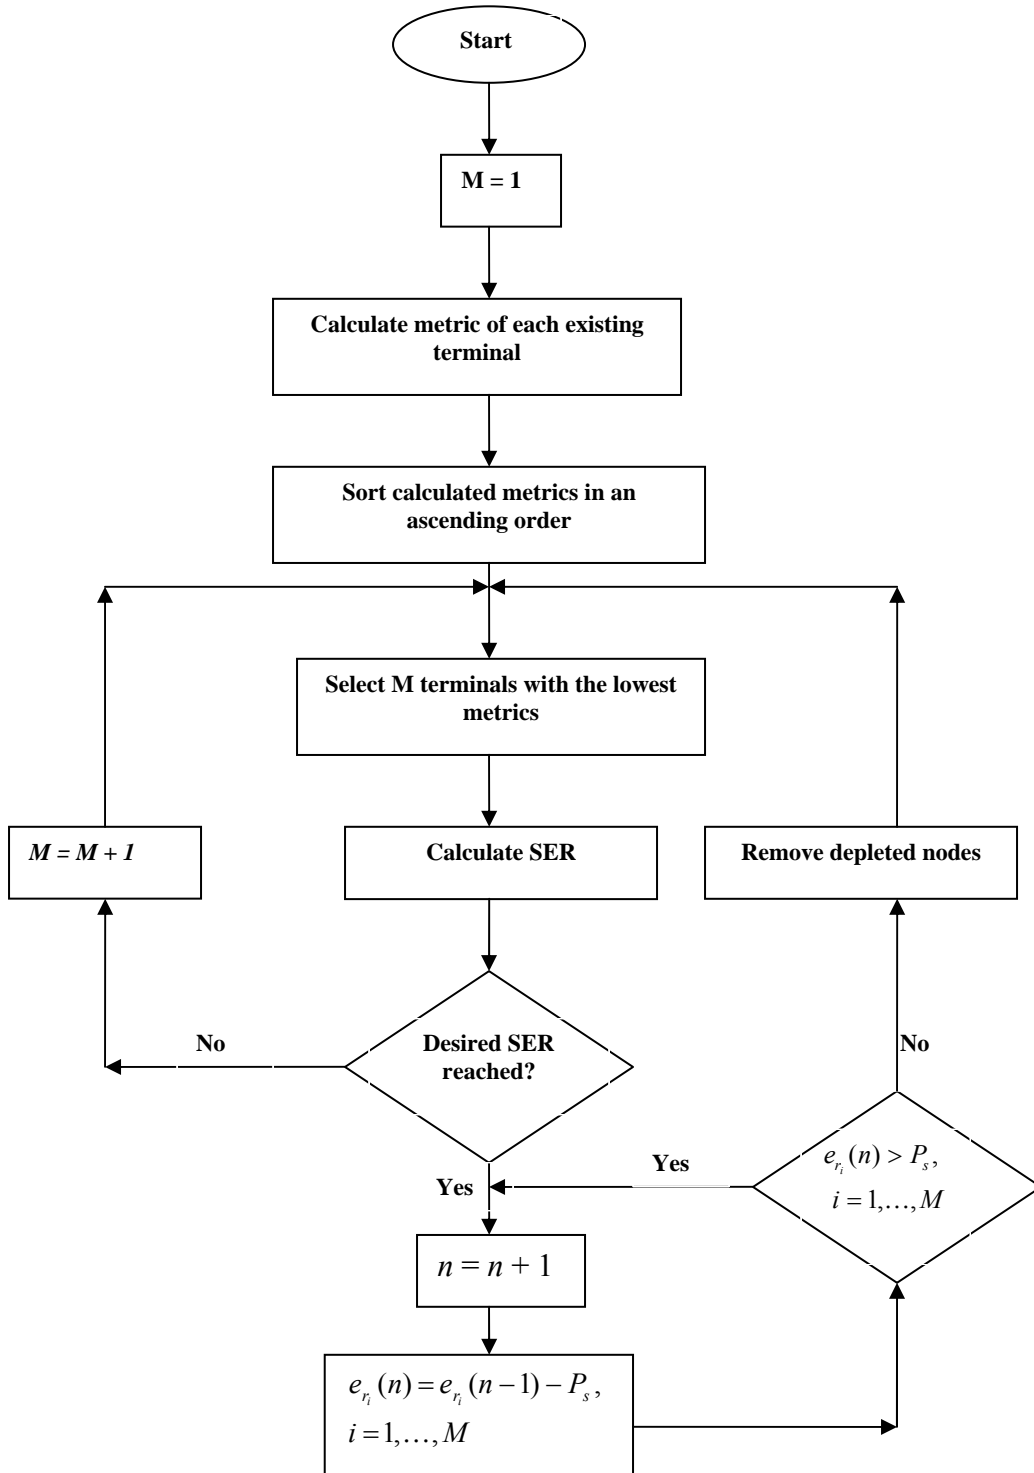 Start
M = 1
Calculate metric of each existing
terminal
Sort calculated metrics in an
ascending order
Select M terminals with the lowest
metrics
M = M + 1
Calculate SER
Remove depleted nodes
No
Desired SER
reached?
No
Yes
Yes
e_{r_i}(n) > P_s,
i = 1,…,M
n = n + 1
e_{r_i}(n) = e_{r_i}(n−1) − P_s,
i = 1,…,M